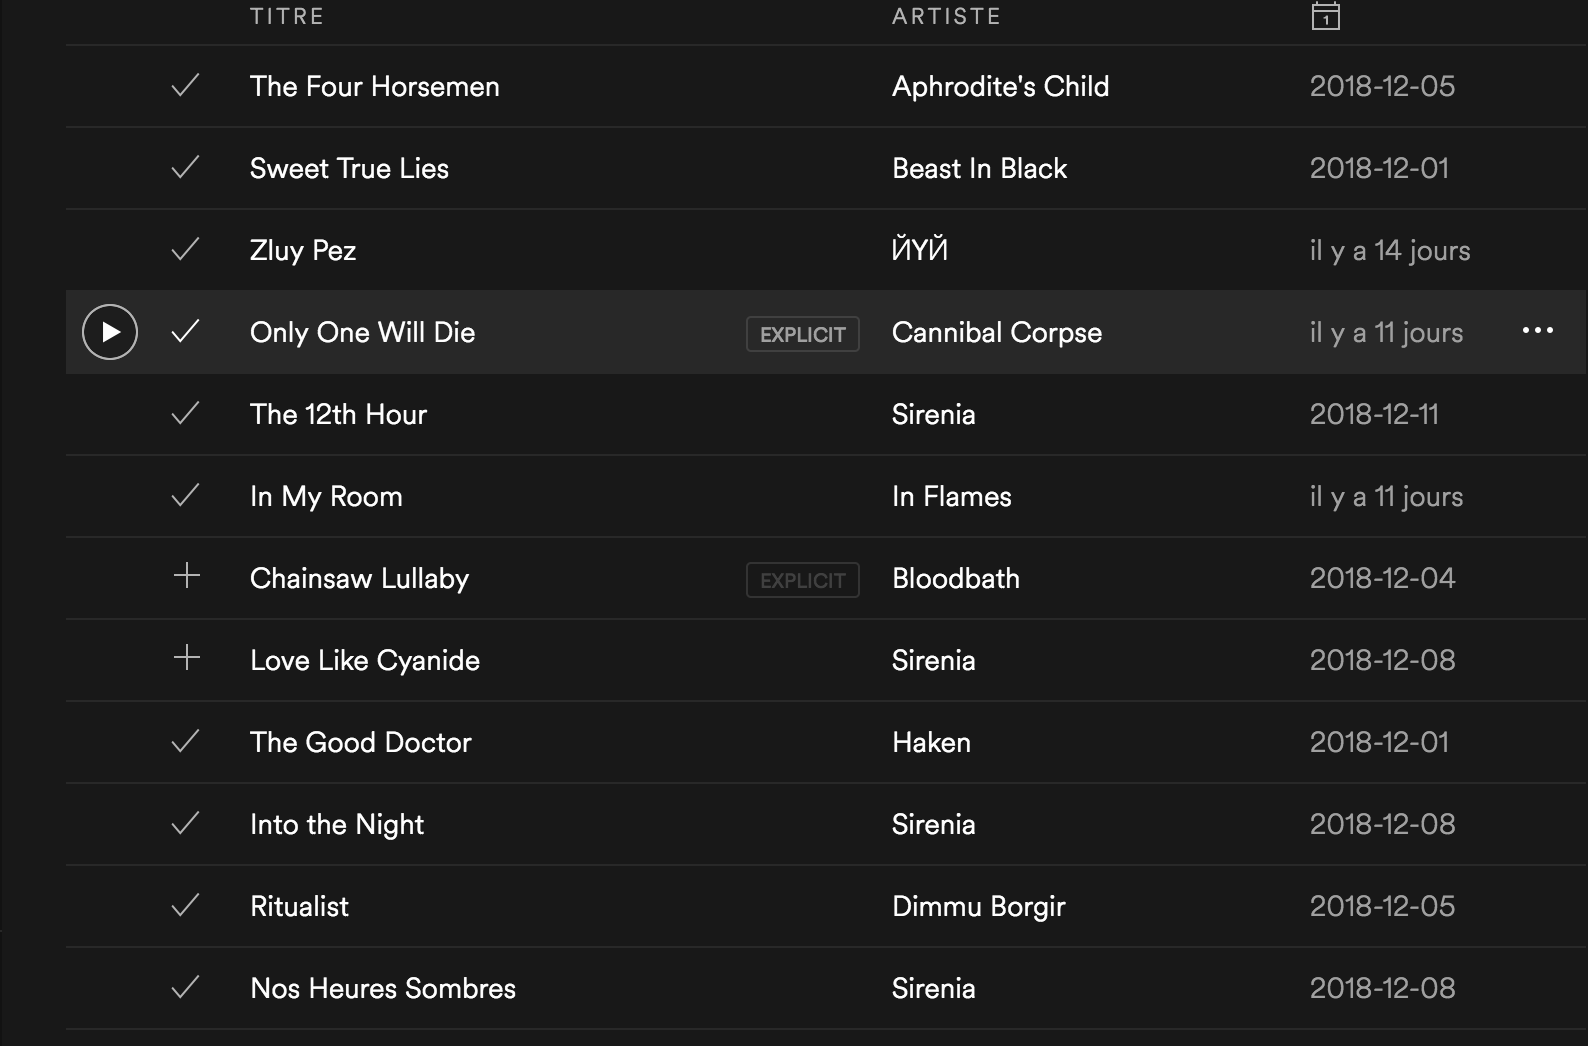 TITRE ARTISTE 1
The Four Horsemen Aphrodite's Child 2018-12-05
Sweet True Lies Beast In Black 2018-12-01
Zluy Pez ЙYЙ il y a 14 jours
Only One Will Die EXPLICIT Cannibal Corpse il y a 11 jours
The 12th Hour Sirenia 2018-12-11
In My Room In Flames il y a 11 jours
Chainsaw Lullaby EXPLICIT Bloodbath 2018-12-04
Love Like Cyanide Sirenia 2018-12-08
The Good Doctor Haken 2018-12-01
Into the Night Sirenia 2018-12-08
Ritualist Dimmu Borgir 2018-12-05
Nos Heures Sombres Sirenia 2018-12-08